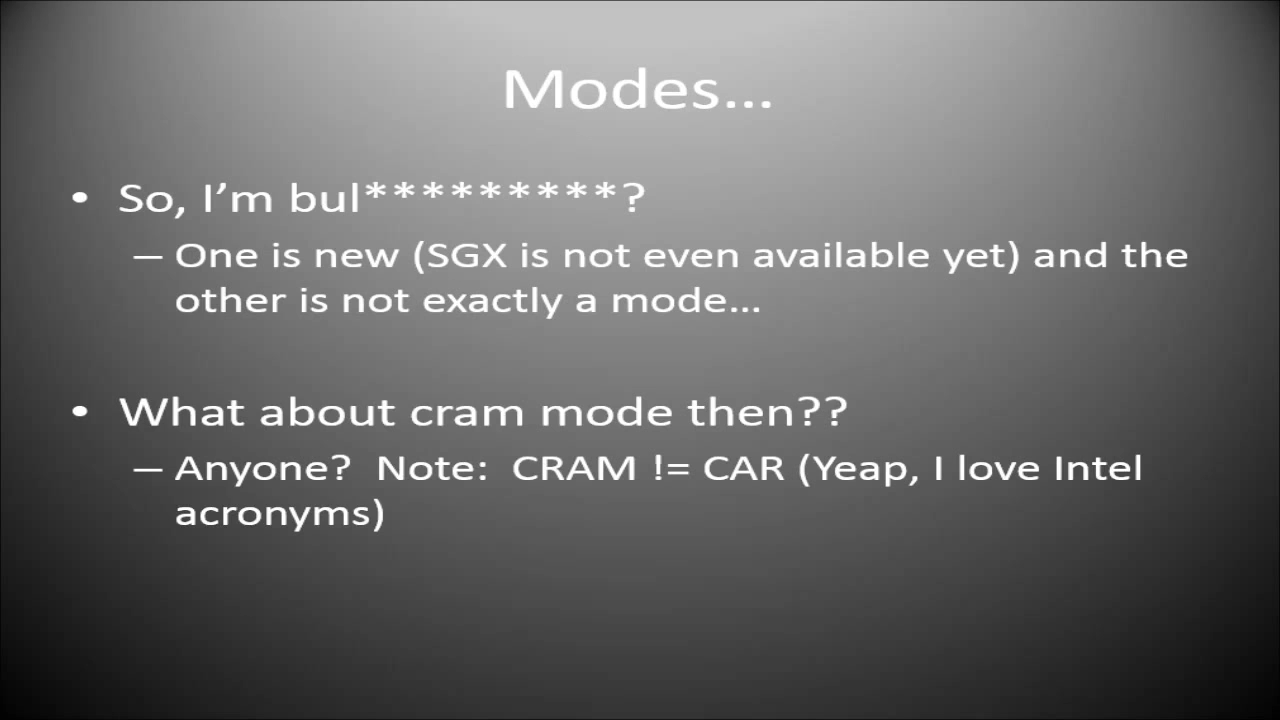 Modes...
• So, I'm bul*********?
– One is new (SGX is not even available yet) and the
other is not exactly a mode...
• What about cram mode then??
– Anyone?  Note:  CRAM != CAR (Yeap, I love Intel
acronyms)